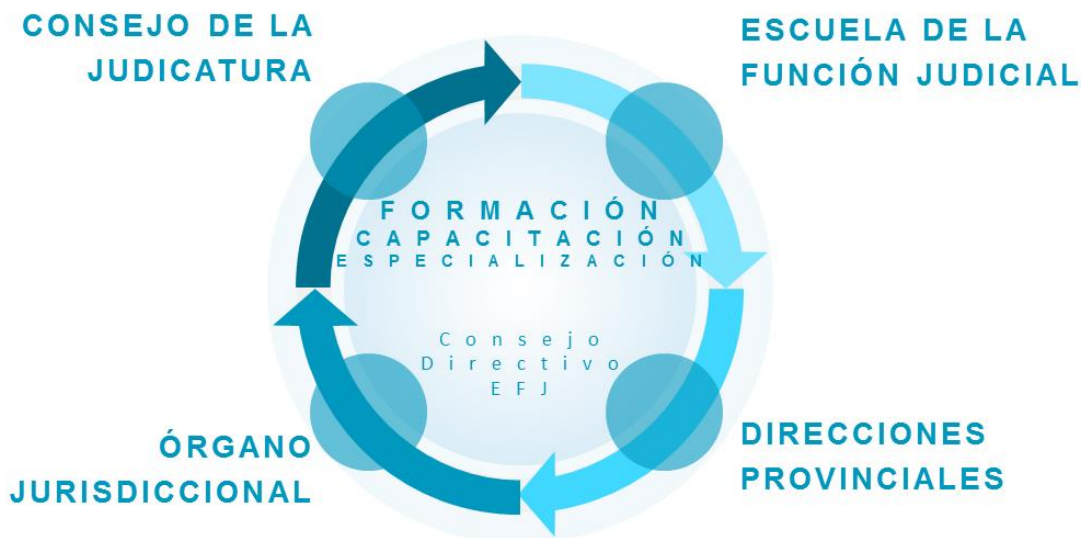 CONSEJO DE LA
JUDICATURA
ESCUELA DE LA
FUNCIÓN JUDICIAL
FORMACIÓN
CAPACITACIÓN
ESPECIALIZACIÓN
Consejo
Directivo
EFJ
ÓRGANO
JURISDICCIONAL
DIRECCIONES
PROVINCIALES